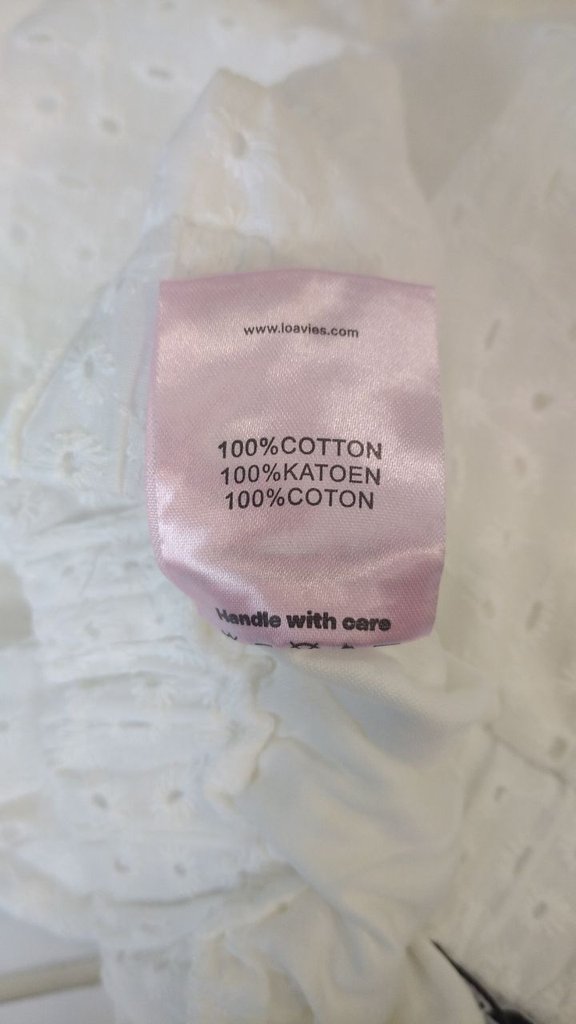 www.loavies.com
100%COTTON
100%KATOEN
100%COTON
Handle with care